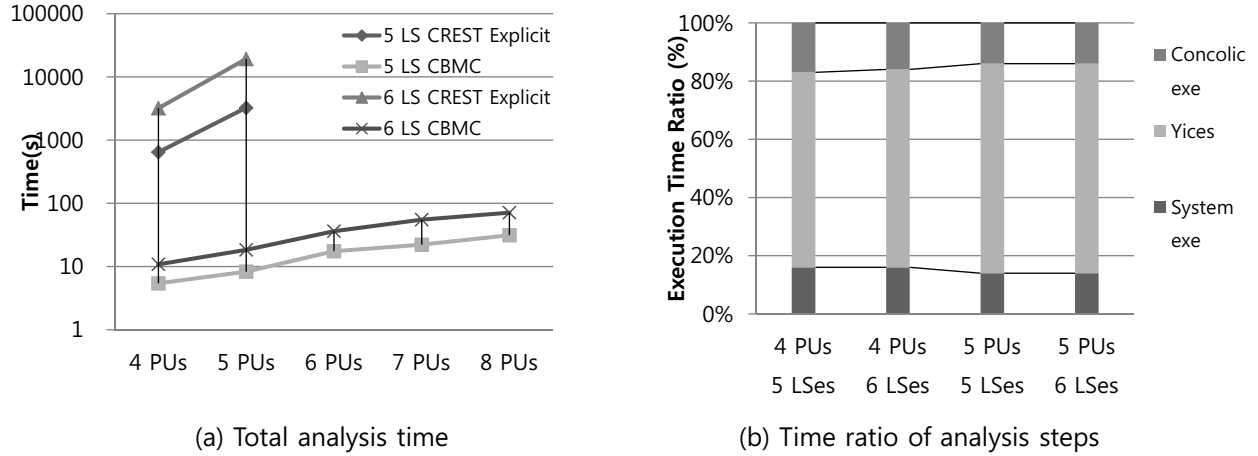 100000
10000
1000
100
10
1
Time(s)
5 LS CREST Explicit
5 LS CBMC
6 LS CREST Explicit
6 LS CBMC
4 PUs
5 PUs
6 PUs
7 PUs
8 PUs
(a) Total analysis time
100%
80%
60%
40%
20%
0%
Execution Time Ratio (%)
Concolic
exe
Yices
System
exe
4 PUs
4 PUs
5 PUs
5 PUs
5 LSes
6 LSes
5 LSes
6 LSes
(b) Time ratio of analysis steps